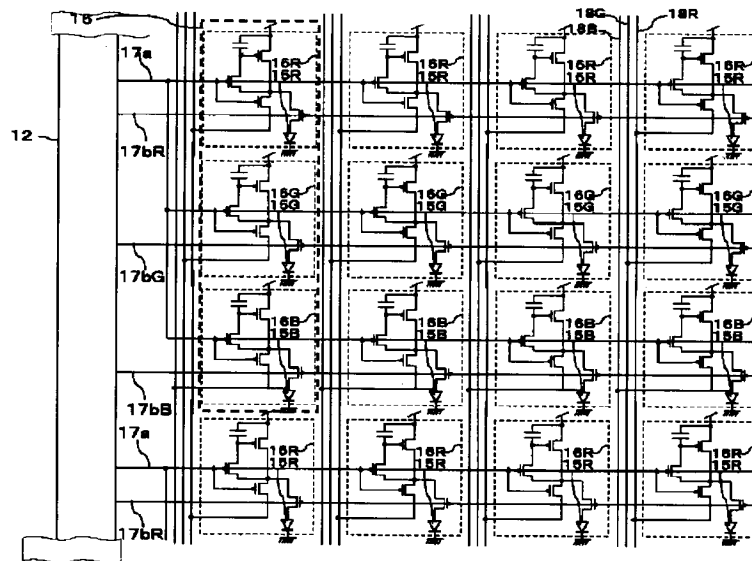 16 18G 18R
18B
17a 16R 16R 16R 16R
15R 15R 15R 15R
12
17bR
16G 16G 16G 16G
15G 15G 15G 15G
17bG
16B 16B 16B 16B
15B 15B 15B 15B
17bB
17a 16R 16R 16R 16R
15R 15R 15R 15R
17bR